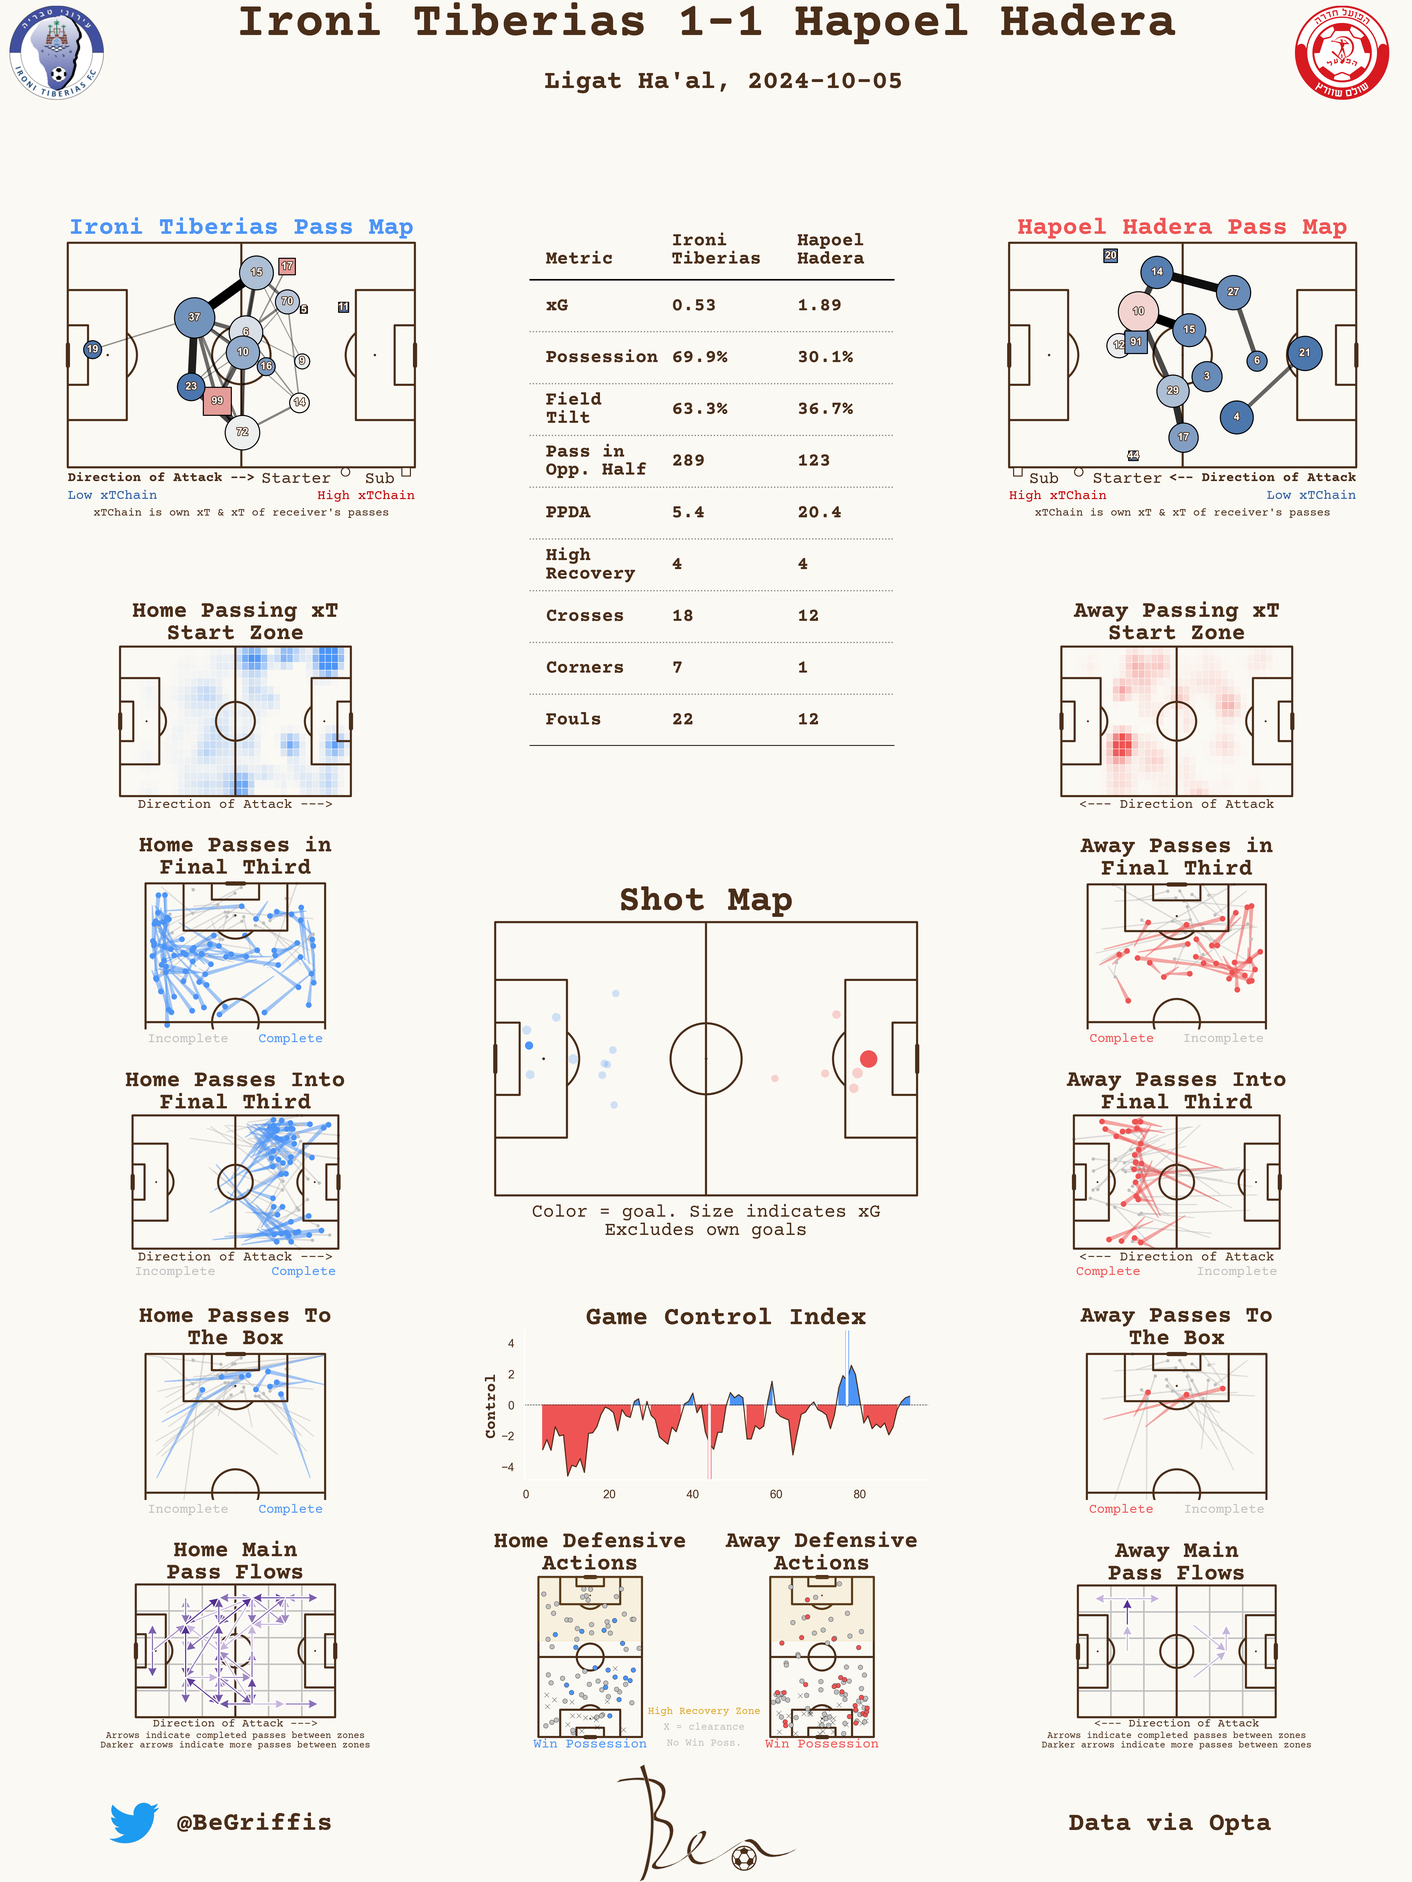 Ironi Tiberias 1-1 Hapoel Hadera
Ligat Ha'al, 2024-10-05
עירוני טבריה
IRONI TIBERIAS F.C
הפועל חדרה
הפועל
שולם שוורץ
Ironi Tiberias Pass Map
15
17
70
5
11
37
6
10
19
16
9
23
99
14
72
Direction of Attack --> Starter Sub
Low xTChain High xTChain
xTChain is own xT & xT of receiver's passes
Metric Ironi Tiberias Hapoel Hadera
xG 0.53 1.89
Possession 69.9% 30.1%
Field Tilt 63.3% 36.7%
Pass in Opp. Half 289 123
PPDA 5.4 20.4
High Recovery 4 4
Crosses 18 12
Corners 7 1
Fouls 22 12
Hapoel Hadera Pass Map
20
14
27
10
15
12
91
6
21
3
29
4
17
44
Sub Starter <-- Direction of Attack
High xTChain Low xTChain
xTChain is own xT & xT of receiver's passes
Home Passing xT
Start Zone
Direction of Attack --->
Away Passing xT
Start Zone
<--- Direction of Attack
Home Passes in
Final Third
Incomplete Complete
Away Passes in
Final Third
Complete Incomplete
Shot Map
Color = goal. Size indicates xG
Excludes own goals
Home Passes Into
Final Third
Direction of Attack --->
Incomplete Complete
Away Passes Into
Final Third
<--- Direction of Attack
Complete Incomplete
Home Passes To
The Box
Incomplete Complete
Game Control Index
Control
4
2
0
−2
−4
0 20 40 60 80
Away Passes To
The Box
Complete Incomplete
Home Main
Pass Flows
Direction of Attack --->
Arrows indicate completed passes between zones
Darker arrows indicate more passes between zones
Home Defensive
Actions
Win Possession
High Recovery Zone
X = clearance
No Win Poss.
Away Defensive
Actions
Win Possession
Away Main
Pass Flows
<--- Direction of Attack
Arrows indicate completed passes between zones
Darker arrows indicate more passes between zones
@BeGriffis
Ben
Data via Opta